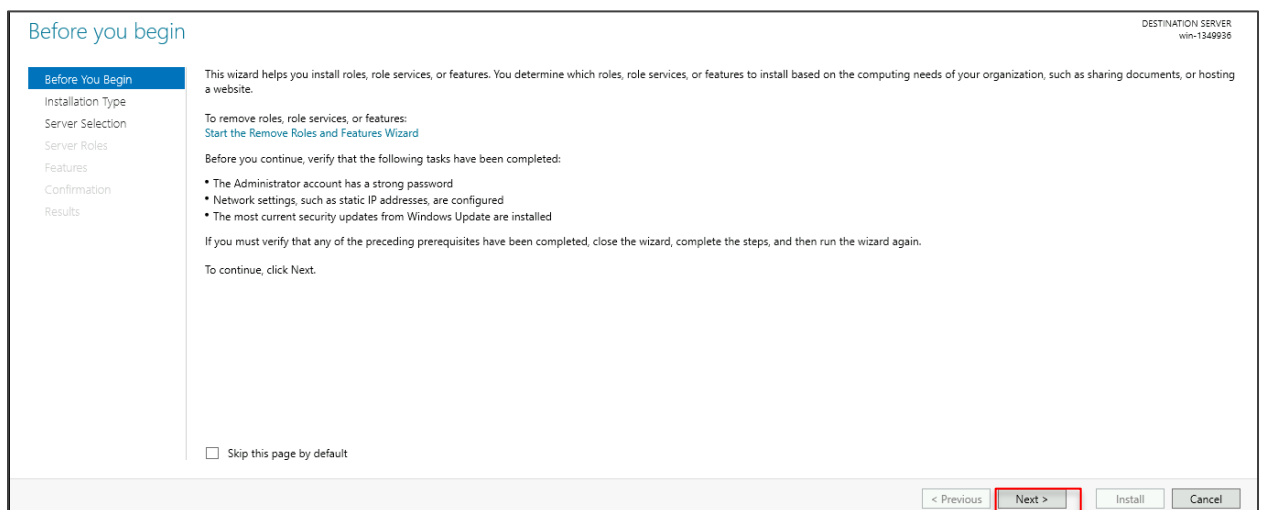 Before you begin
DESTINATION SERVER
win-1349936
Before You Begin
Installation Type
Server Selection
Server Roles
Features
Confirmation
Results
This wizard helps you install roles, role services, or features. You determine which roles, role services, or features to install based on the computing needs of your organization, such as sharing documents, or hosting
a website.
To remove roles, role services, or features:
Start the Remove Roles and Features Wizard
Before you continue, verify that the following tasks have been completed:
• The Administrator account has a strong password
• Network settings, such as static IP addresses, are configured
• The most current security updates from Windows Update are installed
If you must verify that any of the preceding prerequisites have been completed, close the wizard, complete the steps, and then run the wizard again.
To continue, click Next.
Skip this page by default
< Previous
Next >
Install
Cancel